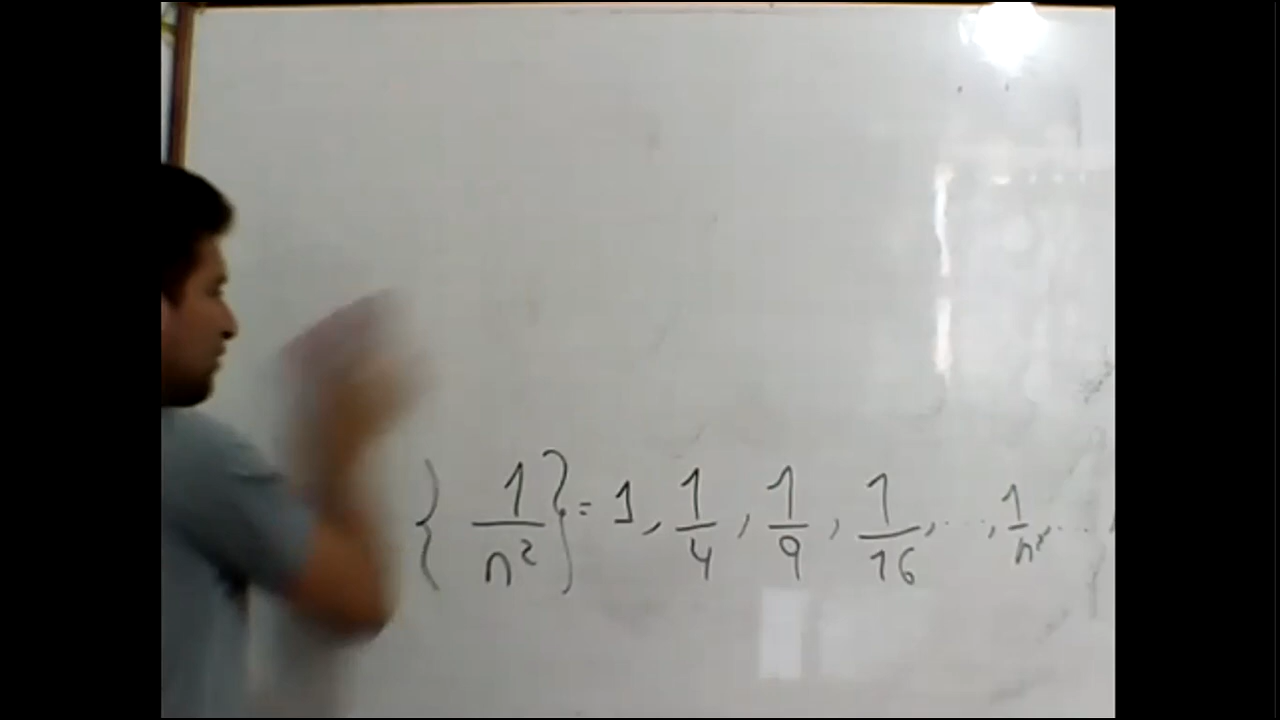 { 1/n² } = 1, 1/4, 1/9, 1/16, ..., 1/n², ...